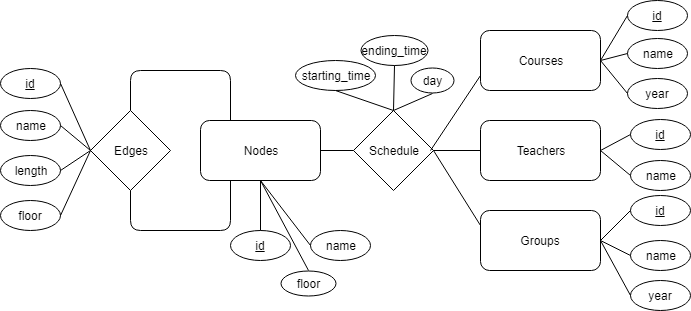 id
name
length
floor
Edges
Nodes
id
floor
name
starting_time
ending_time
day
Schedule
Courses
id
name
year
Teachers
id
name
Groups
id
name
year